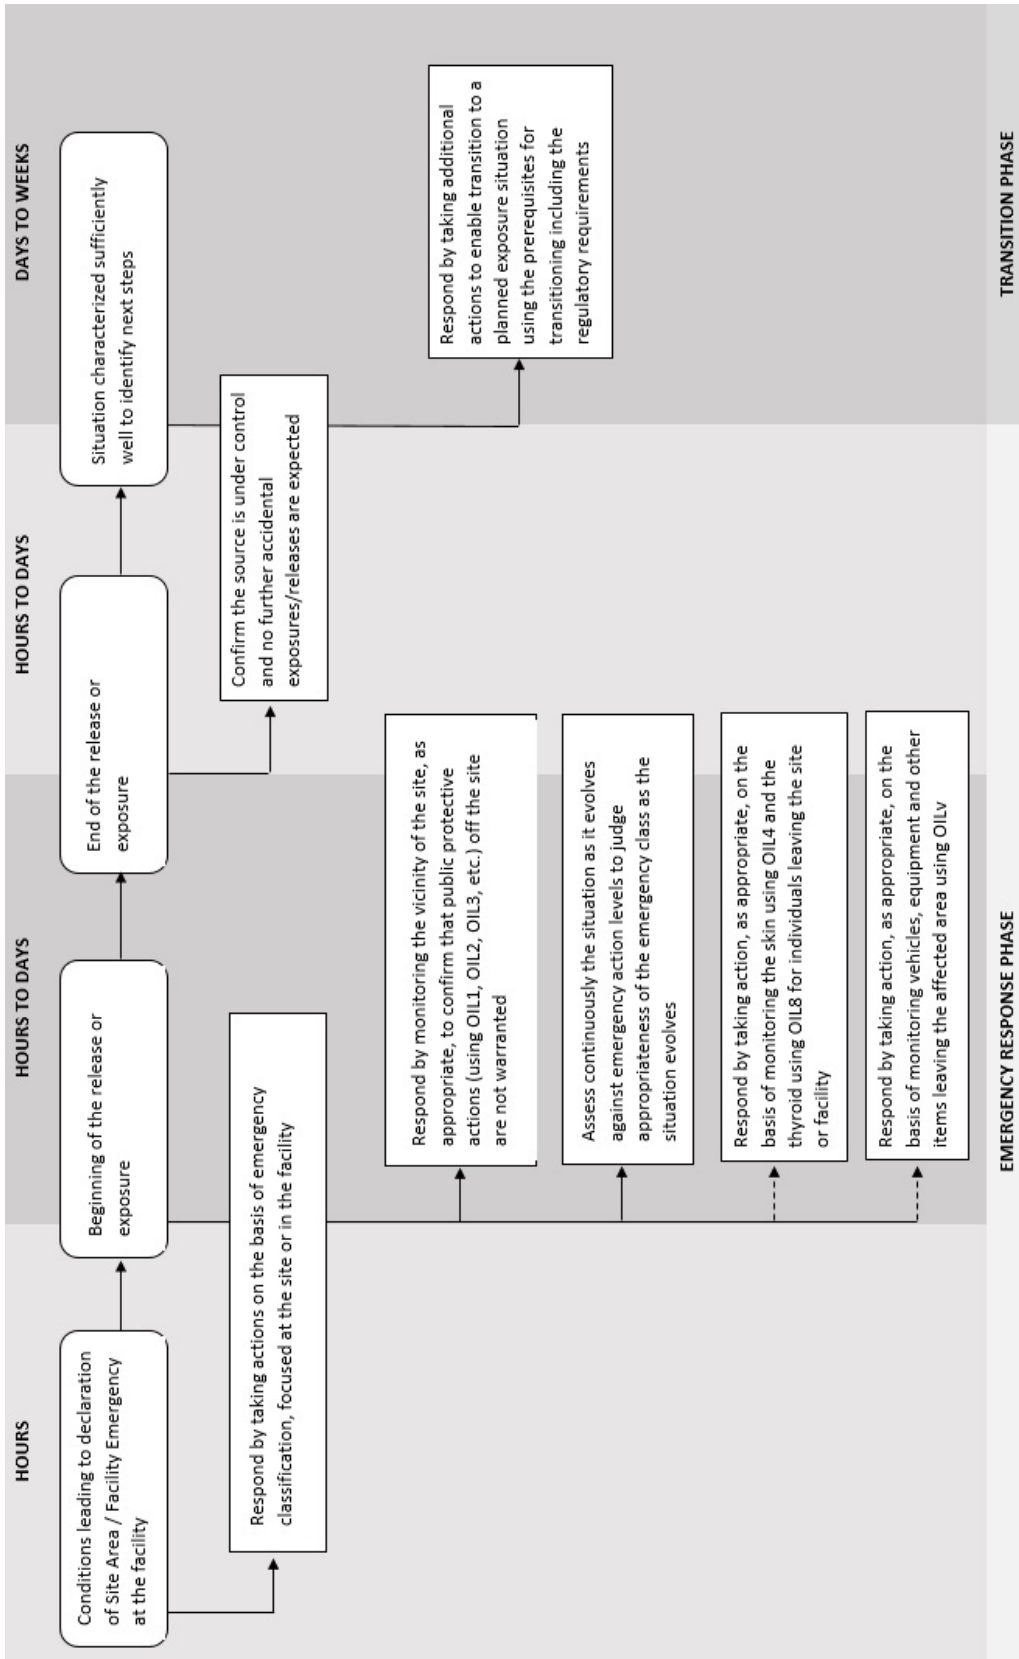 HOURS
HOURS TO DAYS
HOURS TO DAYS
DAYS TO WEEKS
Conditions leading to declaration
of Site Area / Facility Emergency
at the facility
Beginning of the release or
exposure
End of the release or
exposure
Situation characterized sufficiently
well to identify next steps
Respond by taking actions on the basis of emergency
classification, focused at the site or in the facility
Confirm the source is under control
and no further accidental
exposures/releases are expected
Respond by monitoring the vicinity of the site, as
appropriate, to confirm that public protective
actions (using OIL1, OIL2, OIL3, etc.) off the site
are not warranted
Respond by taking additional
actions to enable transition to a
planned exposure situation
using the prerequisites for
transitioning including the
regulatory requirements
Assess continuously the situation as it evolves
against emergency action levels to judge
appropriateness of the emergency class as the
situation evolves
Respond by taking action, as appropriate, on the
basis of monitoring the skin using OIL4 and the
thyroid using OIL8 for individuals leaving the site
or facility
Respond by taking action, as appropriate, on the
basis of monitoring vehicles, equipment and other
items leaving the affected area using OILv
EMERGENCY RESPONSE PHASE
TRANSITION PHASE